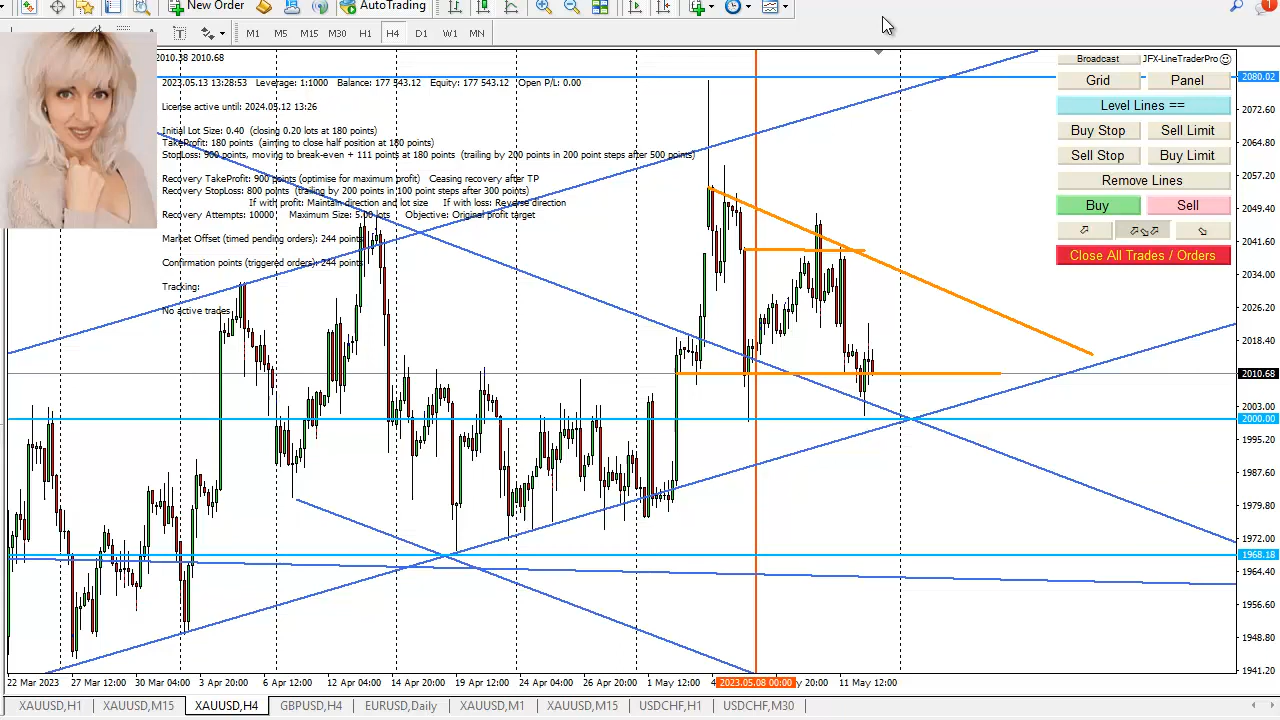 New Order
AutoTrading
1
M1 M5 M15 M30 H1 H4 D1 W1 MN
2010.38 2010.68
Broadcast JFX-LineTraderPro
2023.05.13 13:28:53 Leverage: 1:1000 Balance: 177 543.12 Equity: 177 543.12 Open P/L: 0.00
Grid Panel
License active until: 2024.05.12 13:26
Level Lines ==
Initial Lot Size: 0.40 (closing 0.20 lots at 180 points)
Buy Stop Sell Limit
TakeProfit: 180 points (aiming to close half position at 180 points)
StopLoss: 900 points, moving to break-even + 111 points at 180 points (trailing by 200 points in 200 point steps after 500 points)
Sell Stop Buy Limit
Recovery TakeProfit: 900 points (optimise for maximum profit) Ceasing recovery after TP
Remove Lines
Recovery StopLoss: 800 points (trailing by 200 points in 100 point steps after 300 points)
If with profit: Maintain direction and lot size If with loss: Reverse direction
Buy Sell
Recovery Attempts: 10000 Maximum Size: 5.00 lots Objective: Original profit target
Market Offset (timed pending orders): 244 points
Close All Trades / Orders
Confirmation points (triggered orders): 244 points
Tracking:
No active trades
2080.02
2072.60
2064.80
2057.20
2049.40
2041.60
2034.00
2026.20
2018.40
2010.68
2003.00
2000.00
1995.20
1987.60
1979.80
1972.00
1968.18
1964.40
1956.60
1948.80
1941.20
22 Mar 2023 27 Mar 12:00 30 Mar 04:00 3 Apr 20:00 6 Apr 12:00 14 Apr 20:00 19 Apr 12:00 24 Apr 04:00 26 Apr 20:00 1 May 12:00 4 2023.05.08 00:00 y 20:00 11 May 12:00
XAUUSD,H1 XAUUSD,M15 XAUUSD,H4 GBPUSD,H4 EURUSD,Daily XAUUSD,M1 XAUUSD,M15 USDCHF,H1 USDCHF,M30